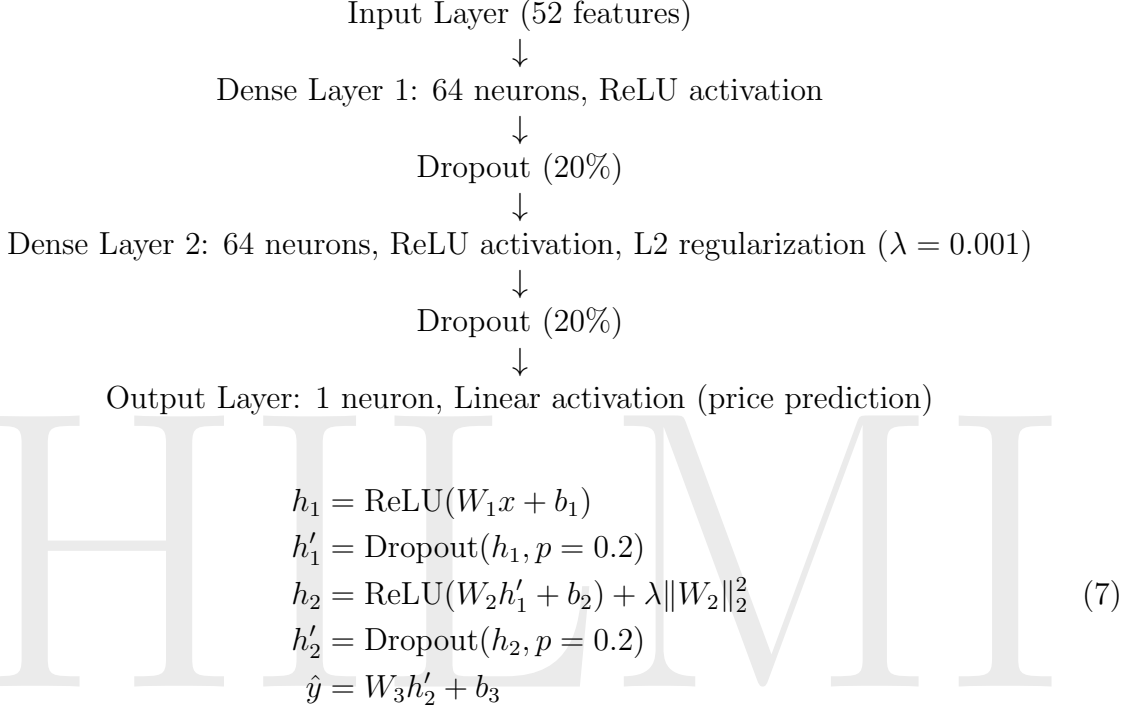 Input Layer (52 features)
↓
Dense Layer 1: 64 neurons, ReLU activation
↓
Dropout (20%)
↓
Dense Layer 2: 64 neurons, ReLU activation, L2 regularization (λ = 0.001)
↓
Dropout (20%)
↓
Output Layer: 1 neuron, Linear activation (price prediction)
HILMI
h₁ = ReLU(W₁x + b₁)
h′₁ = Dropout(h₁, p = 0.2)
h₂ = ReLU(W₂h′₁ + b₂) + λ‖W₂‖²₂ (7)
h′₂ = Dropout(h₂, p = 0.2)
ŷ = W₃h′₂ + b₃